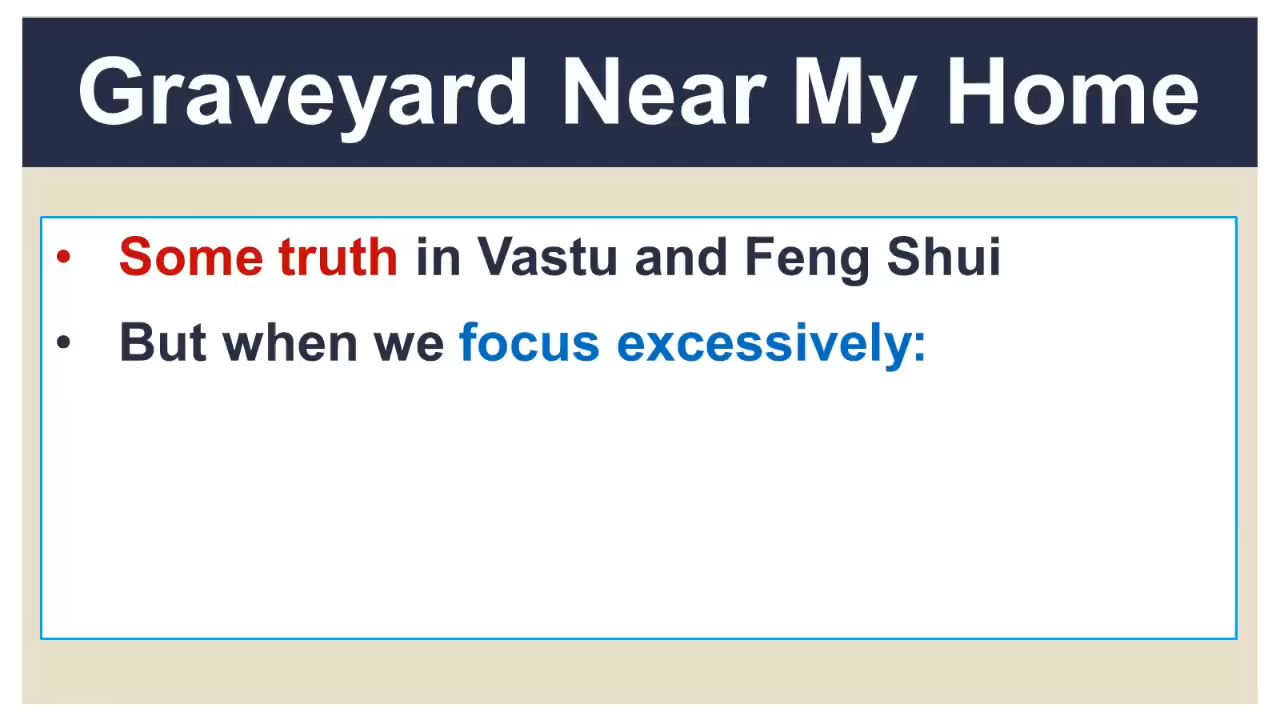 Graveyard Near My Home
• Some truth in Vastu and Feng Shui
• But when we focus excessively: